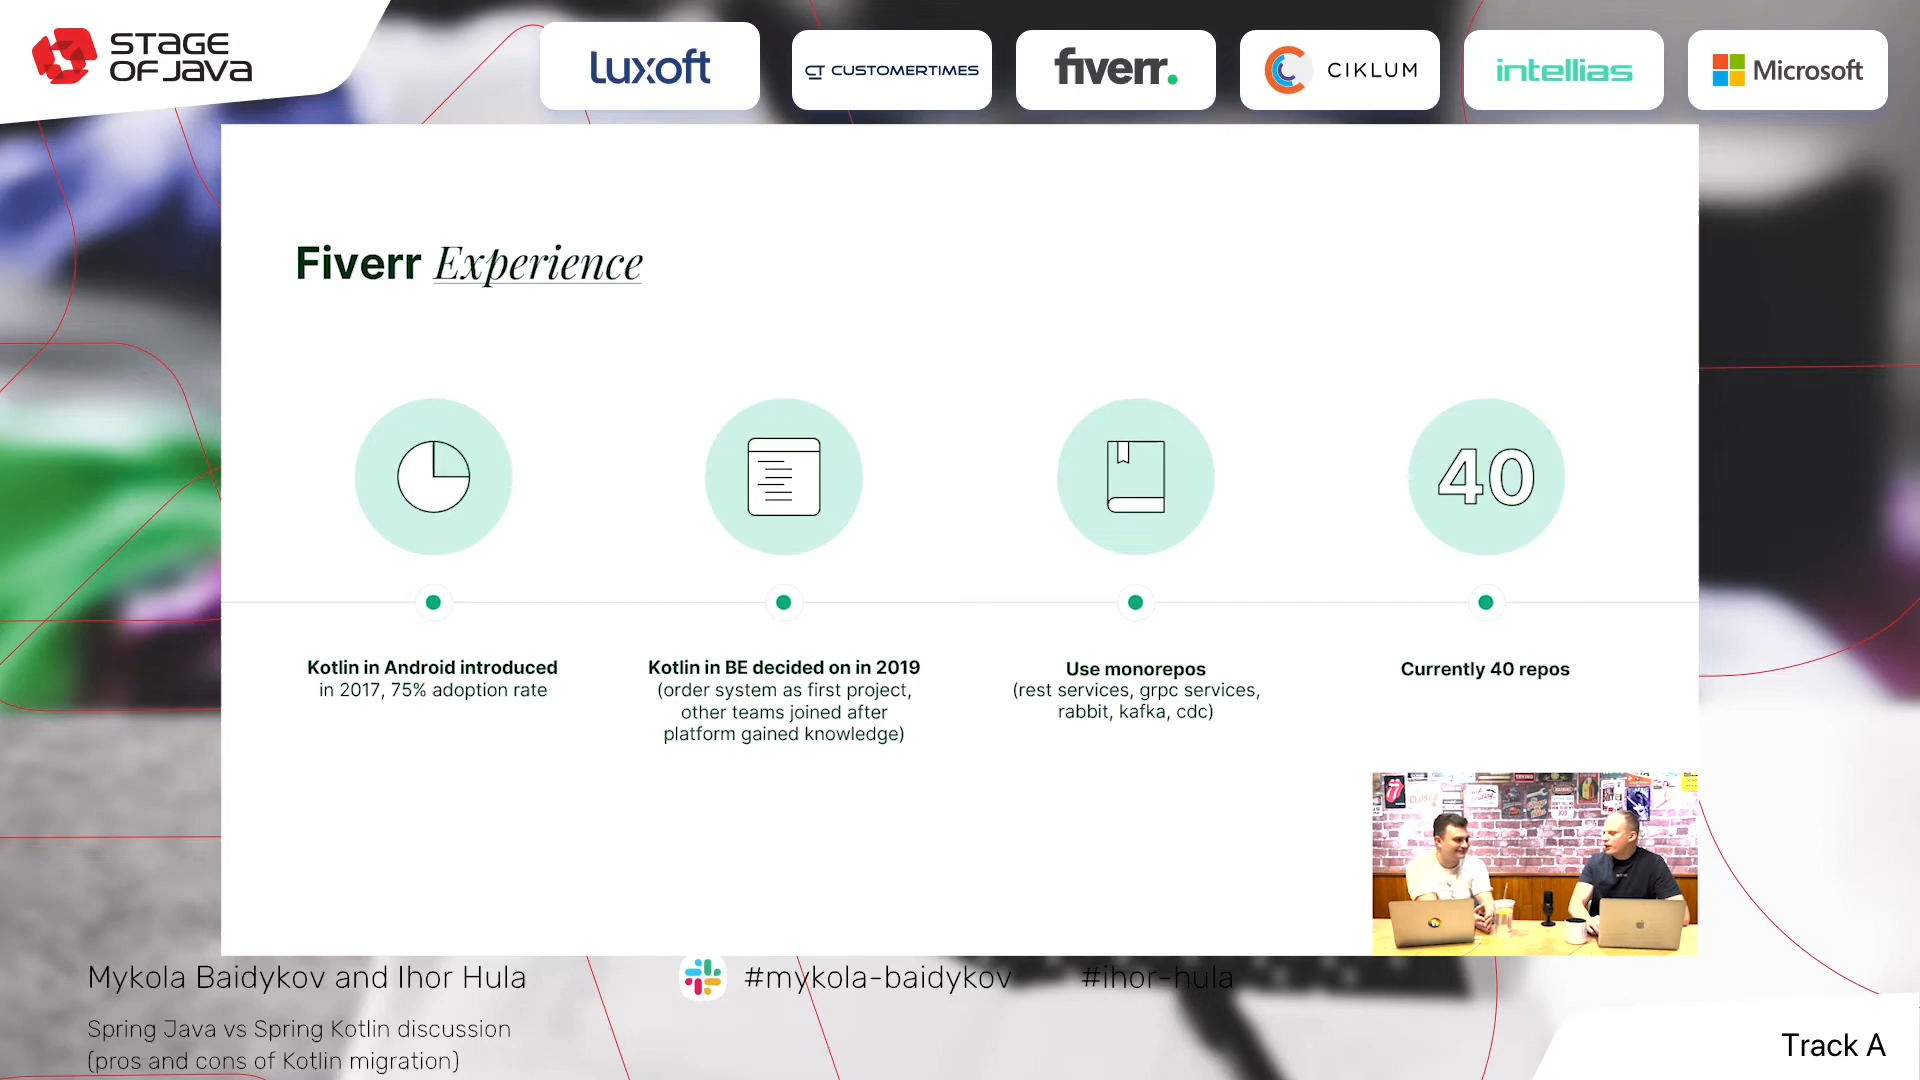 STAGE
OF JAVA
luxoft
CT CUSTOMERTIMES
fiverr.
CIKLUM
intellias
Microsoft
Fiverr Experience
40
Kotlin in Android introduced
in 2017, 75% adoption rate
Kotlin in BE decided on in 2019
(order system as first project,
other teams joined after
platform gained knowledge)
Use monorepos
(rest services, grpc services,
rabbit, kafka, cdc)
Currently 40 repos
Mykola Baidykov and Ihor Hula
#mykola-baidykov
#ihor-hula
Spring Java vs Spring Kotlin discussion
(pros and cons of Kotlin migration)
Track A